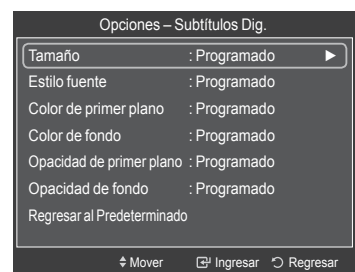 Opciones – Subtítulos Dig.
Tamaño : Programado ►
Estilo fuente : Programado
Color de primer plano : Programado
Color de fondo : Programado
Opacidad de primer plano : Programado
Opacidad de fondo : Programado
Regresar al Predeterminado
Mover Ingresar Regresar